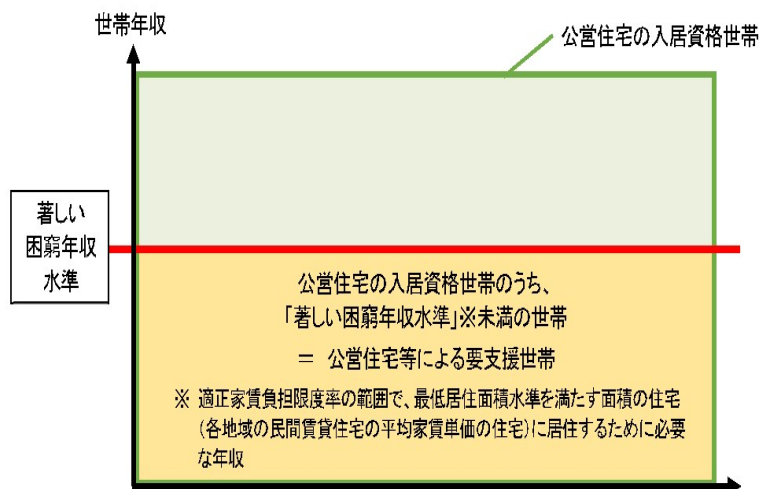 世帯年収
公営住宅の入居資格世帯
著しい
困窮年収
水準
公営住宅の入居資格世帯のうち、
「著しい困窮年収水準」※未満の世帯
＝ 公営住宅等による要支援世帯
※ 適正家賃負担限度率の範囲で、最低居住面積水準を満たす面積の住宅
(各地域の民間賃貸住宅の平均家賃単価の住宅)に居住するために必要
な年収